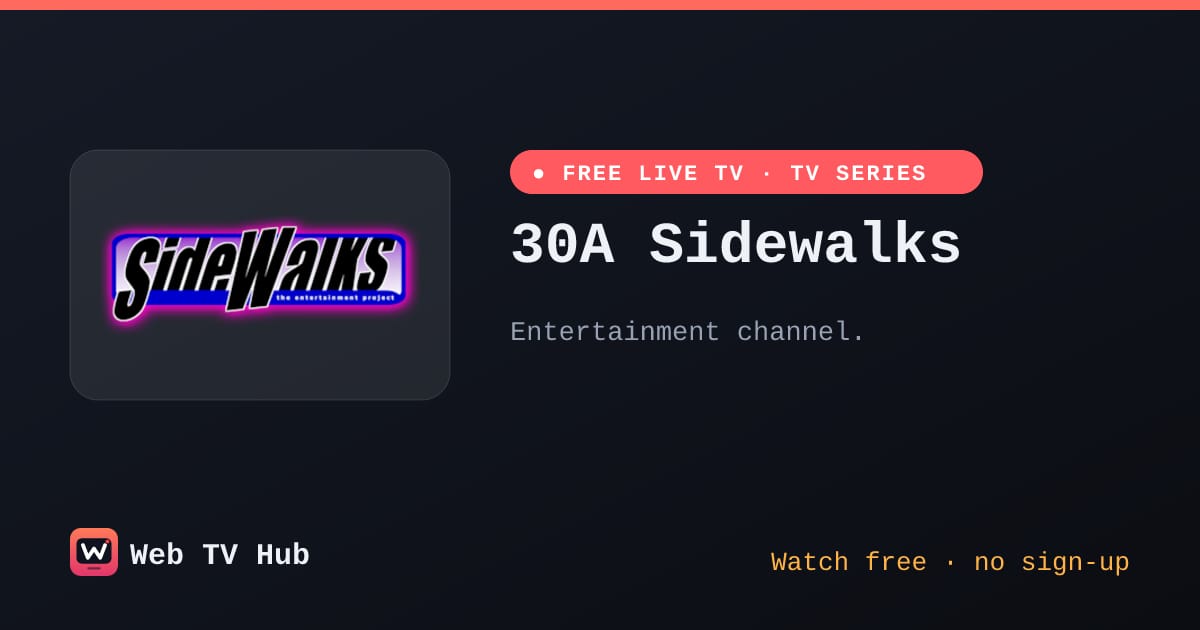 SideWalks
the entertainment project
● FREE LIVE TV · TV SERIES
30A Sidewalks
Entertainment channel.
Web TV Hub
Watch free · no sign-up